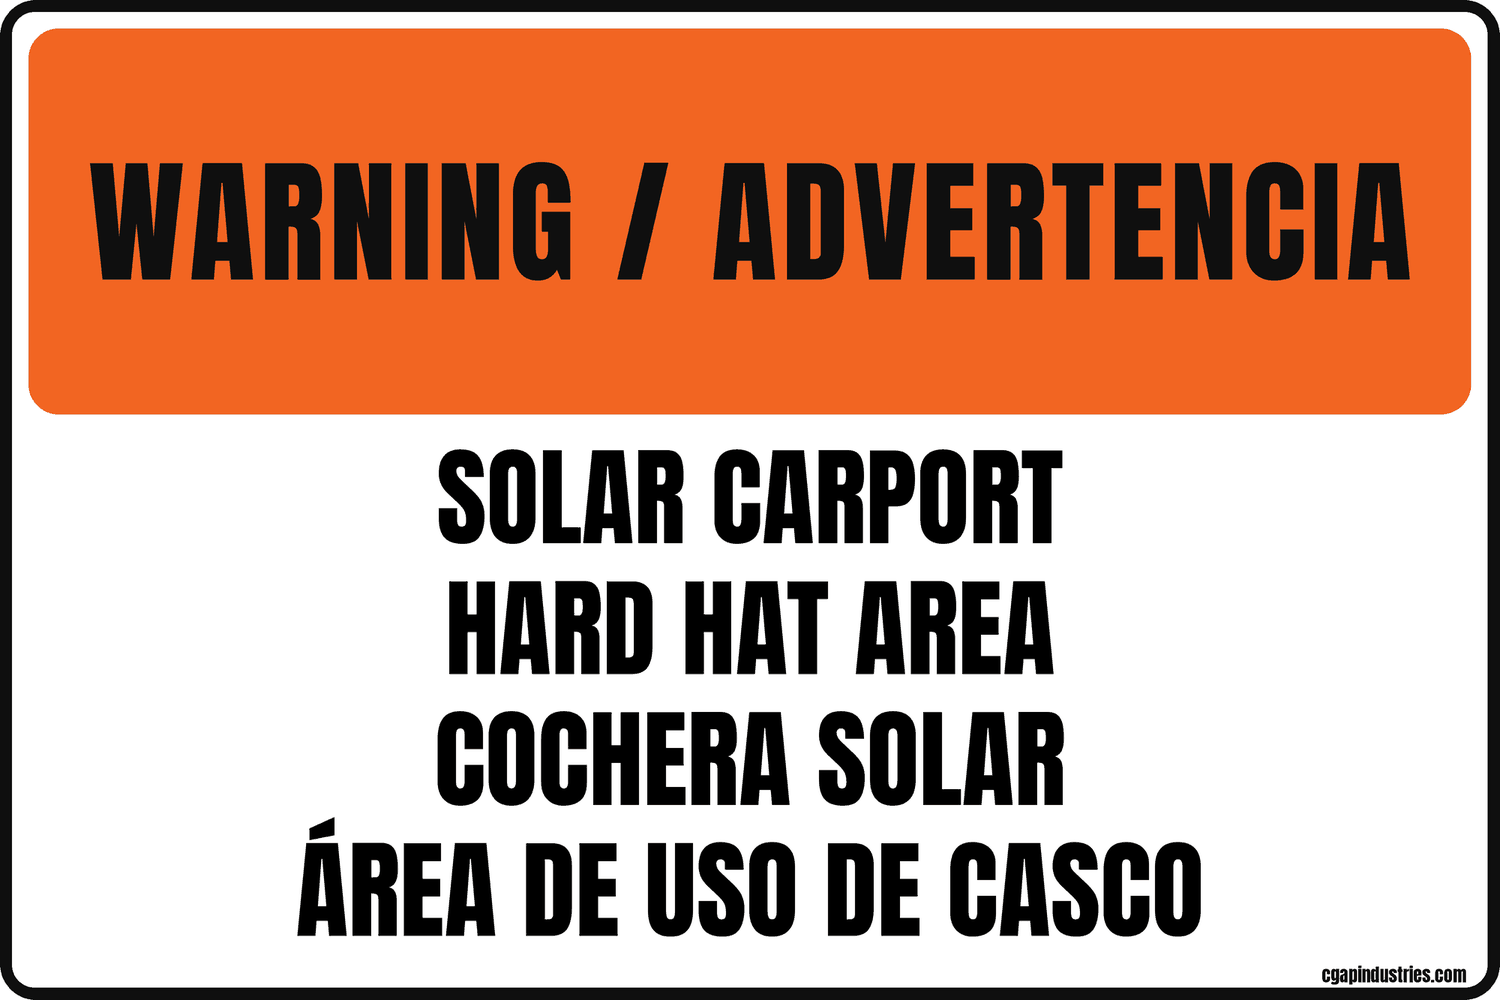 WARNING / ADVERTENCIA
SOLAR CARPORT
HARD HAT AREA
COCHERA SOLAR
ÁREA DE USO DE CASCO
cgapindustries.com